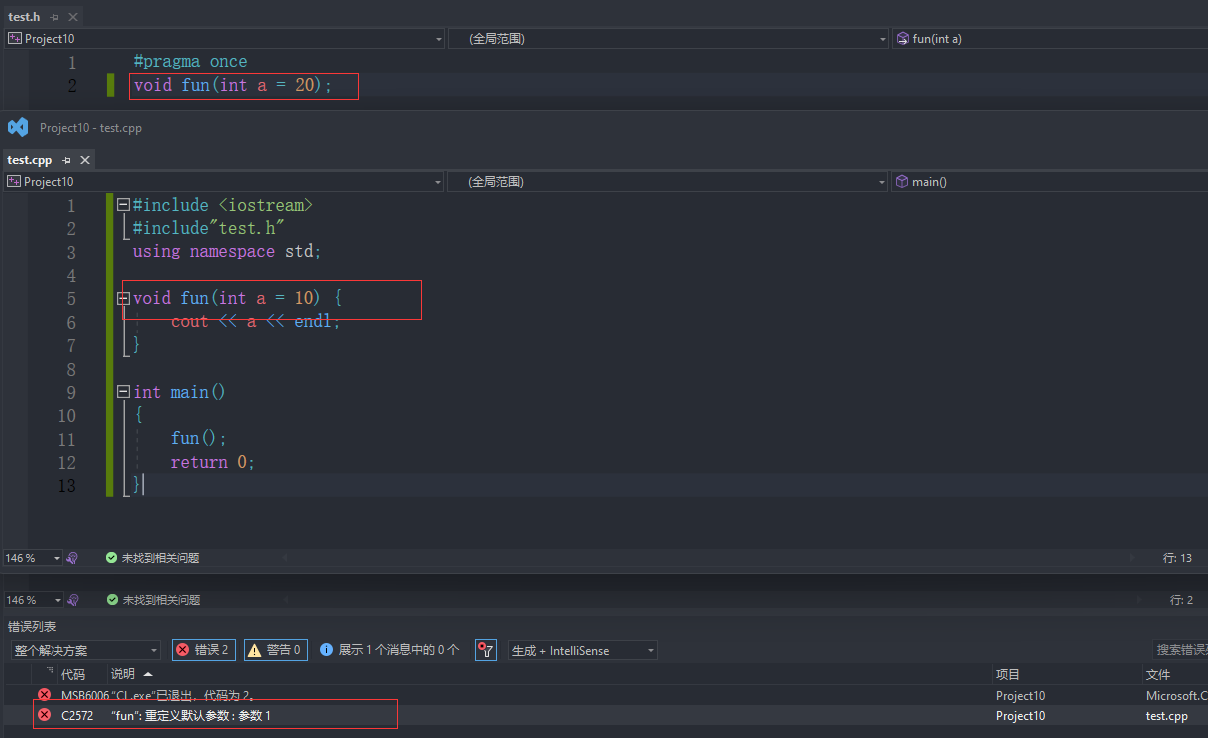 test.h
Project10 (全局范围) fun(int a)
1 #pragma once
2 void fun(int a = 20);
Project10 - test.cpp
test.cpp
Project10 (全局范围) main()
1 #include <iostream>
2 #include"test.h"
3 using namespace std;
4
5 void fun(int a = 10) {
6 cout << a << endl;
7 }
8
9 int main()
10 {
11 fun();
12 return 0;
13 }
146 % 未找到相关问题 行: 13
146 % 未找到相关问题 行: 2
错误列表
整个解决方案 错误 2 警告 0 展示 1 个消息中的 0 个 生成 + IntelliSense 搜索错误
代码 说明 项目 文件
MSB6006 "CL.exe"已退出，代码为 2。 Project10 Microsoft.C
C2572 "fun": 重定义默认参数 : 参数 1 Project10 test.cpp